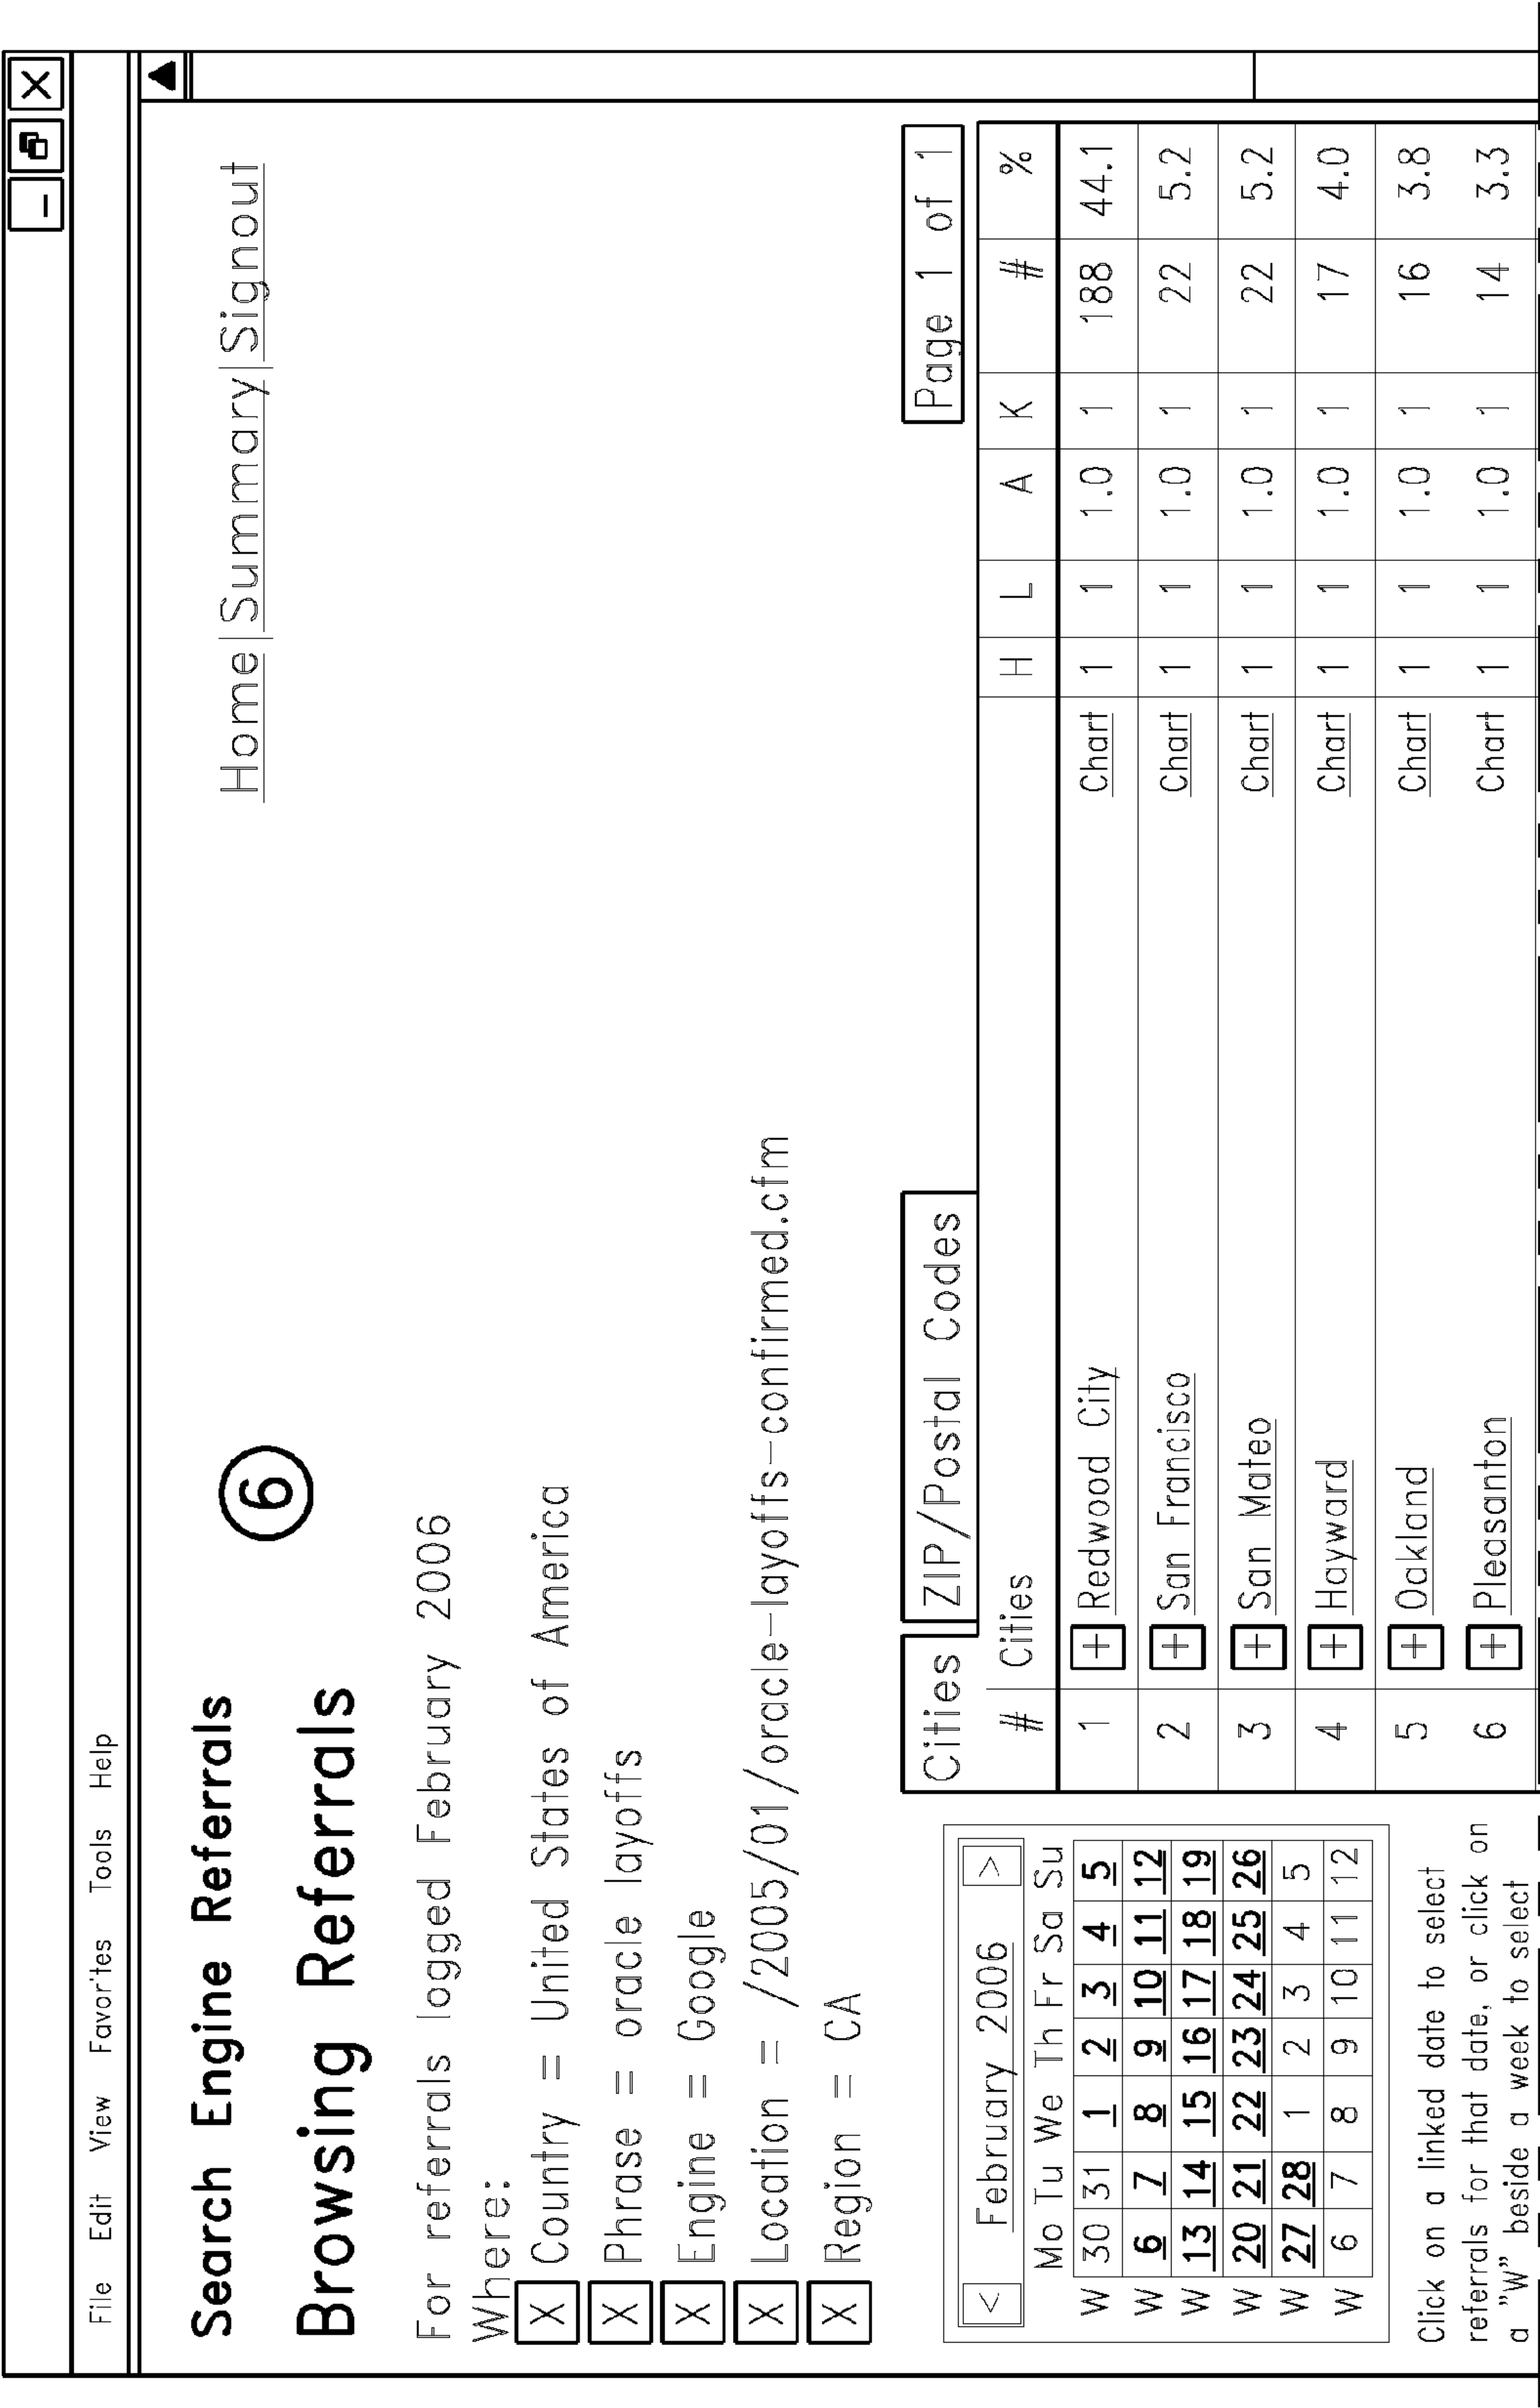 File Edit View Favorites Tools Help
Search Engine Referrals
Home|Summary|Signout
6
Browsing Referrals
For referrals logged February 2006
Where:
X Country = United States of America
X Phrase = oracle layoffs
X Engine = Google
X Location = /2005/01/oracle-layoffs-confirmed.cfm
X Region = CA
< February 2006 >
Mo Tu We Th Fr Sa Su
W 30 31 1 2 3 4 5
W 6 7 8 9 10 11 12
W 13 14 15 16 17 18 19
W 20 21 22 23 24 25 26
W 27 28 1 2 3 4 5
W 6 7 8 9 10 11 12
Click on a linked date to select
referrals for that date, or click on
a "W" beside a week to select
Cities ZIP/Postal Codes Page 1 of 1
# Cities H L A K # %
1 + Redwood City Chart 1 1 1.0 1 188 44.1
2 + San Francisco Chart 1 1 1.0 1 22 5.2
3 + San Mateo Chart 1 1 1.0 1 22 5.2
4 + Hayward Chart 1 1 1.0 1 17 4.0
5 + Oakland Chart 1 1 1.0 1 16 3.8
6 + Pleasanton Chart 1 1 1.0 1 14 3.3